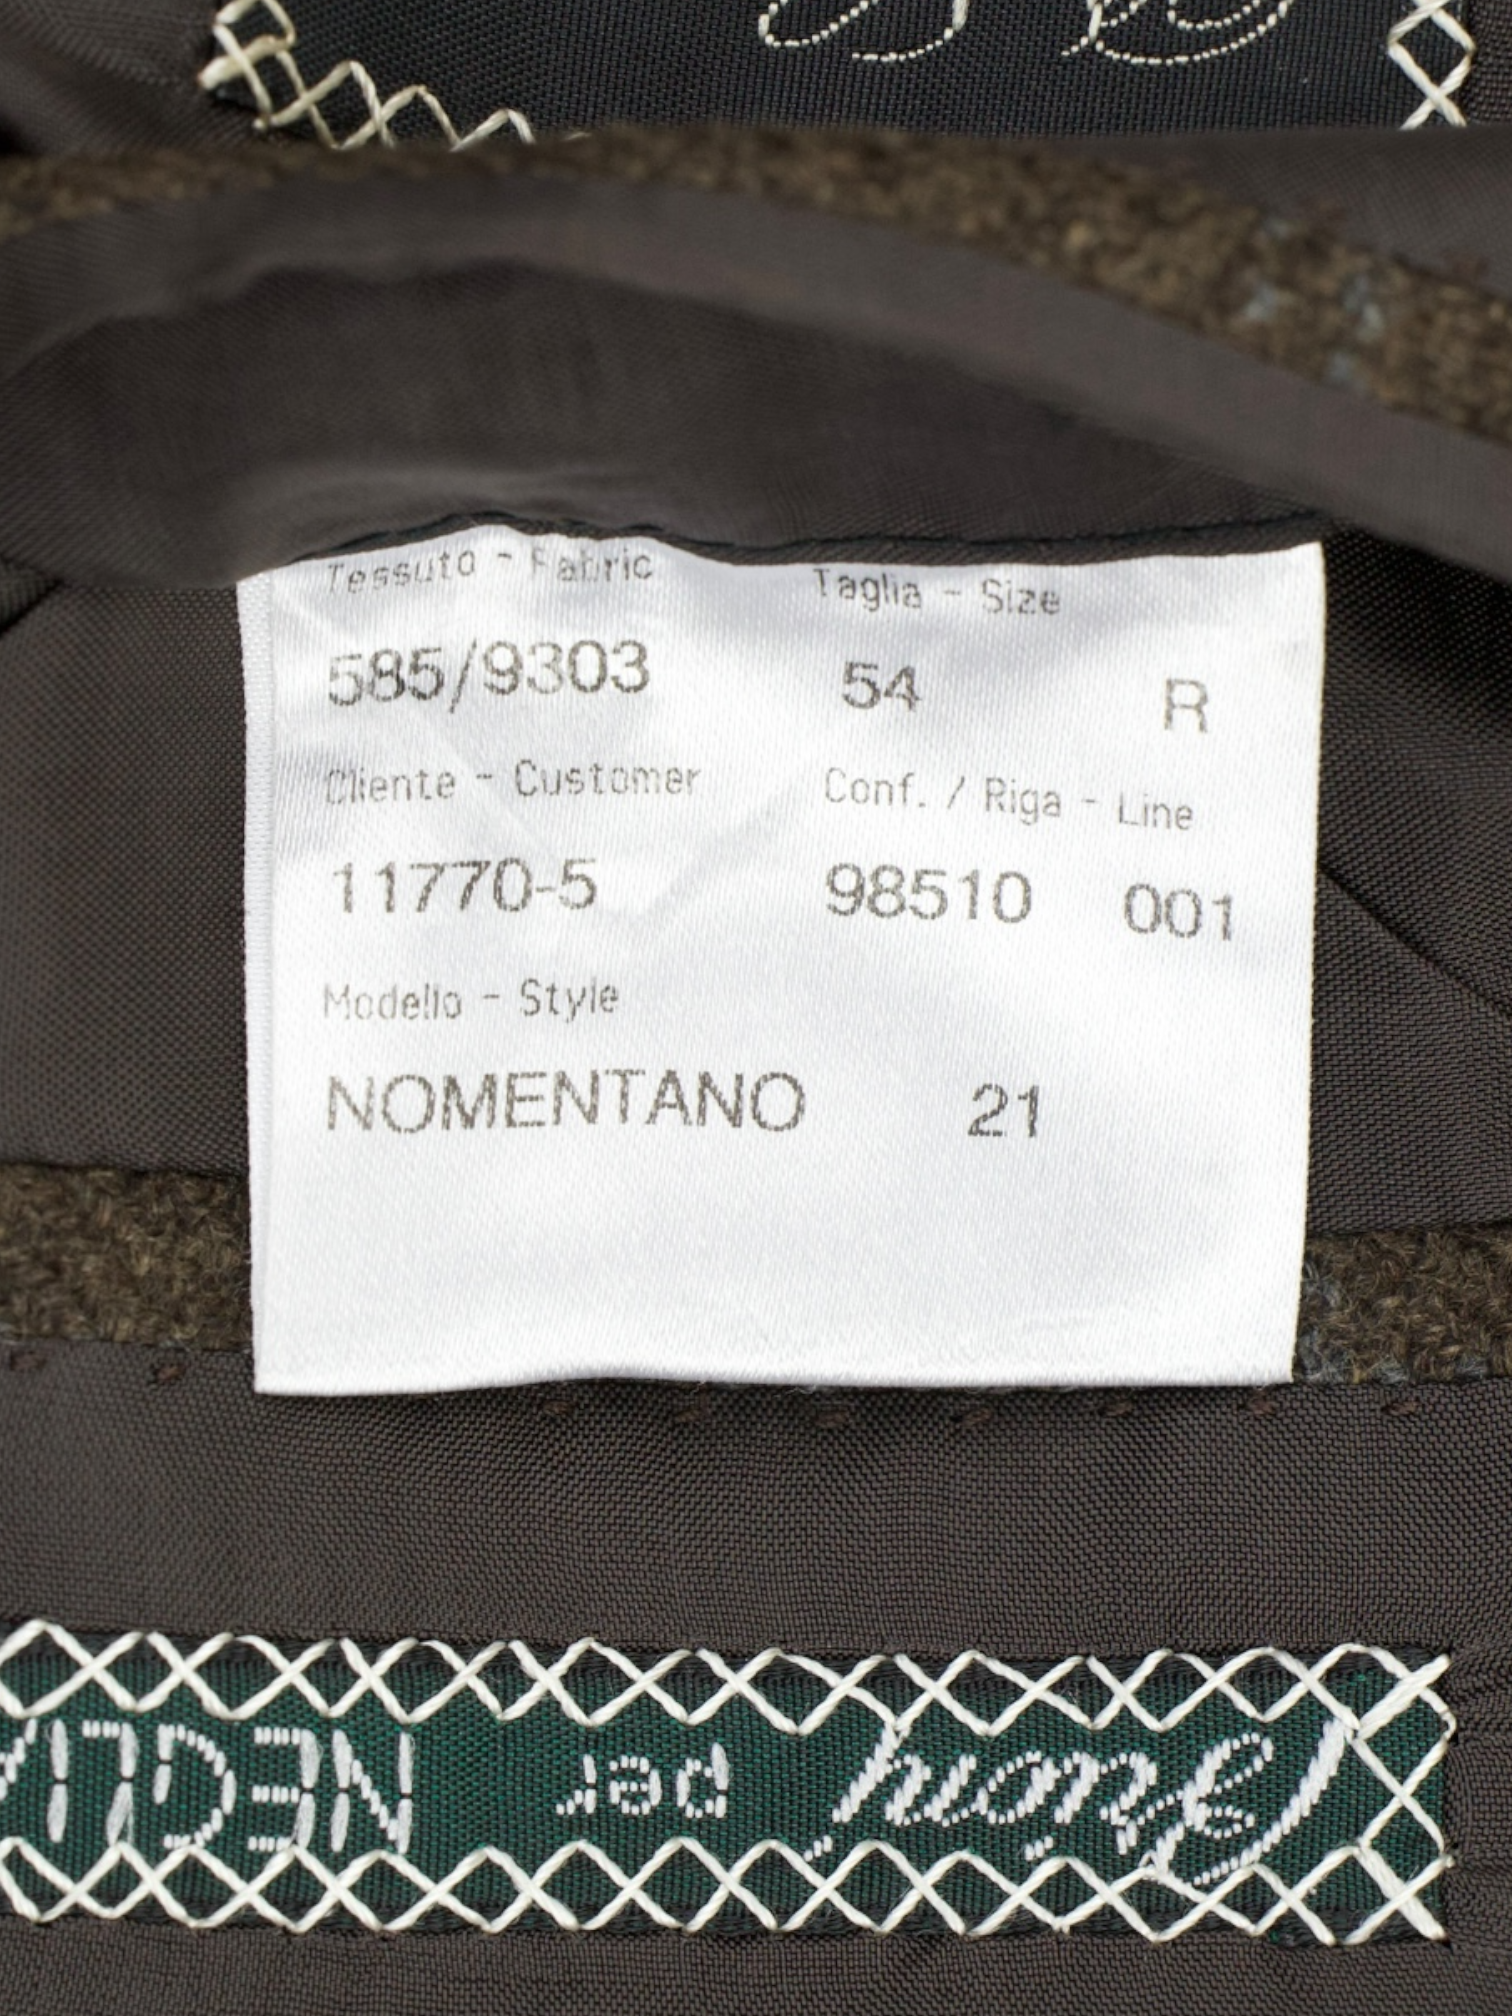 Tessuto - Fabric Taglia - Size
585/9303 54 R
Cliente - Customer Conf. / Riga - Line
11770-5 98510 001
Modello - Style
NOMENTANO 21
Brioni per